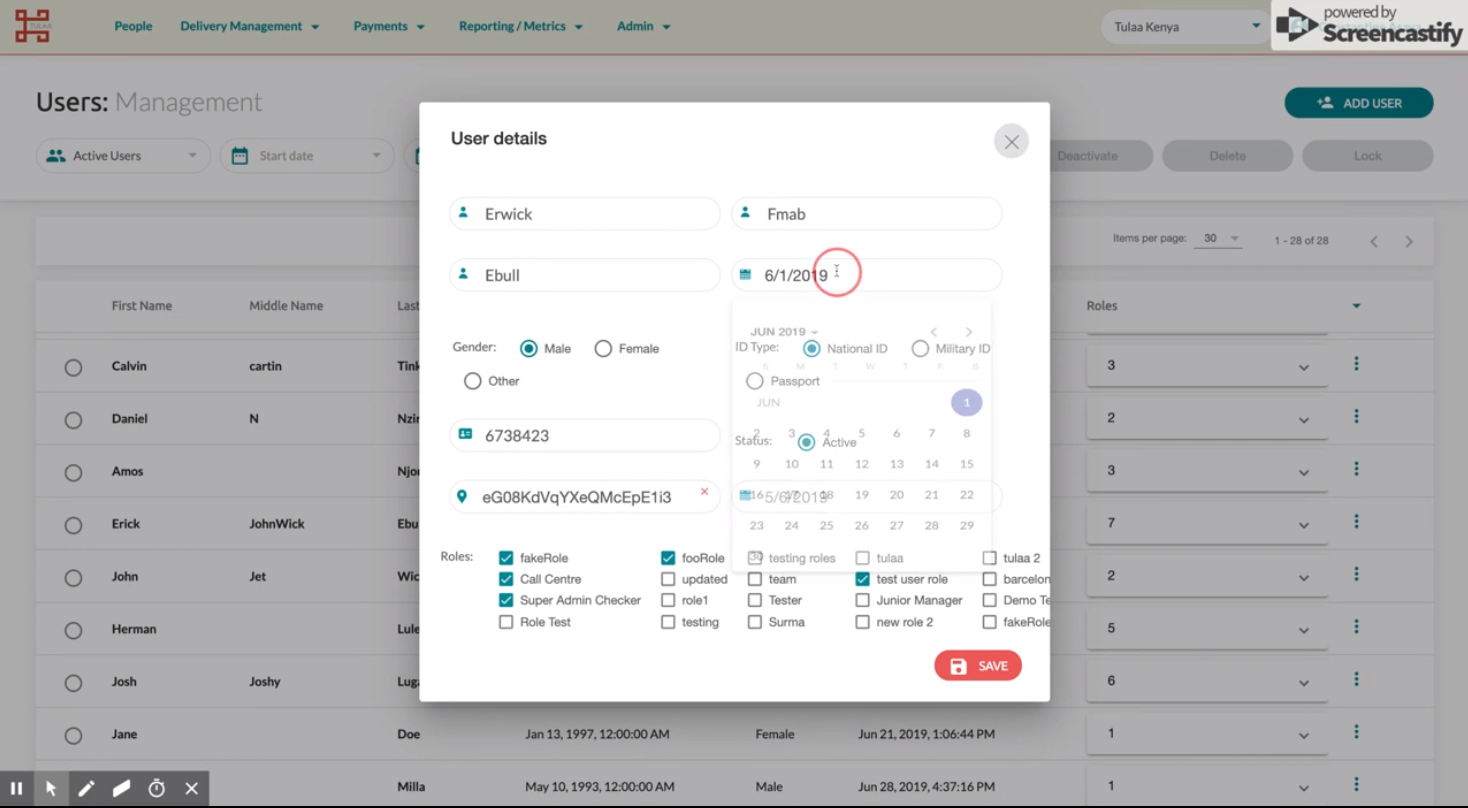 TULAA
People
Delivery Management
Payments
Reporting / Metrics
Admin
Tulaa Kenya
powered by
Screencastify
Users: Management
ADD USER
Active Users
Start date
Deactivate
Delete
Lock
Items per page: 30
1 - 28 of 28
First Name Middle Name Last Roles
Calvin cartin Tink 3
Daniel N Nzir 2
Amos Njo 3
Erick JohnWick Ebu 7
John Jet Wic 2
Herman Lule 5
Josh Joshy Luga 6
Jane Doe Jan 13, 1997, 12:00:00 AM Female Jun 21, 2019, 1:06:44 PM 1
Milla May 10, 1993, 12:00:00 AM Male Jun 28, 2019, 4:37:16 PM 1
User details
Erwick Fmab
Ebull 6/1/2019
JUN 2019
Gender: Male Female
Other
ID Type: National ID Military ID
Passport
S M T W T F S
JUN 1
2 3 4 5 6 7 8
9 10 11 12 13 14 15
16 17 18 19 20 21 22
23 24 25 26 27 28 29
30
6738423
Status: Active
eG08KdVqYXeQMcEpE1i3
5/6/2019
Roles: fakeRole fooRole testing roles tulaa tulaa 2
Call Centre updated team test user role barcelon
Super Admin Checker role1 Tester Junior Manager Demo Te
Role Test testing Surma new role 2 fakeRole
SAVE